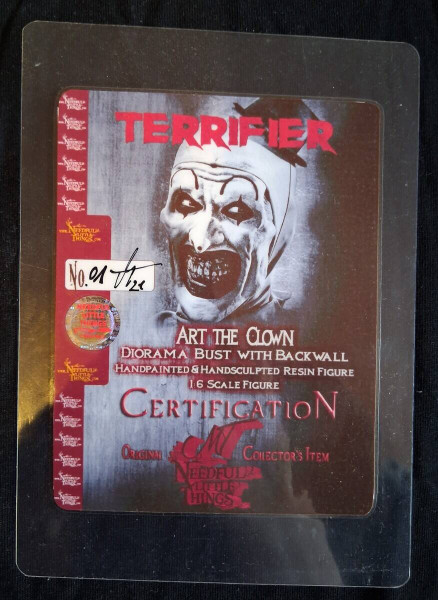 TERRIFIER
No. 01
ART THE CLOWN
DIORAMA BUST WITH BACKWALL
HANDPAINTED & HANDSCULPTED RESIN FIGURE
1 6 SCALE FIGURE
CERTIFICATION
ORIGINAL COLLECTOR'S ITEM
NEEDFUL
LITTLE
THINGS